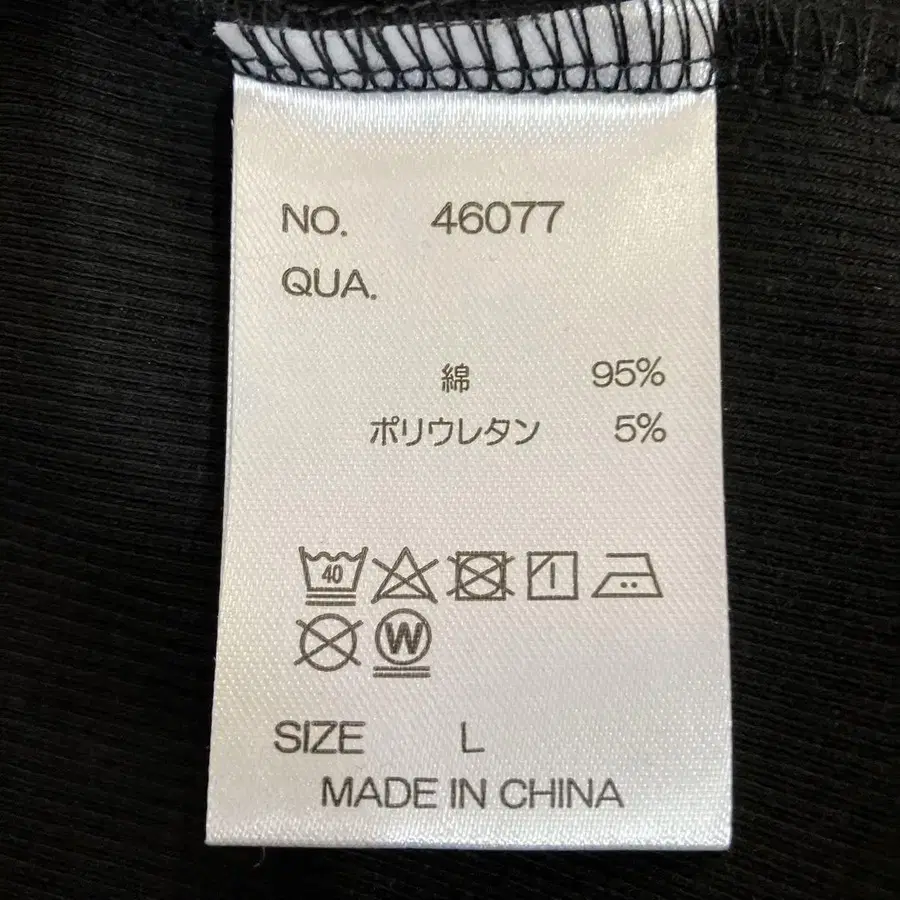 NO. 46077
QUA.
綿 95%
ポリウレタン 5%
40
W
SIZE L
MADE IN CHINA